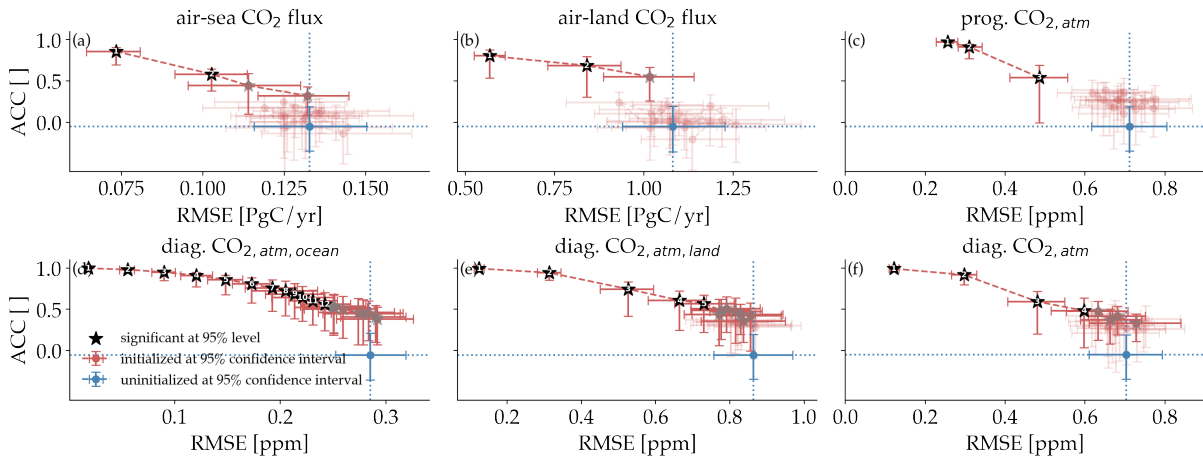 air-sea CO2 flux
air-land CO2 flux
prog. CO2,atm
(a)
(b)
(c)
ACC [ ]
1.0
0.5
0.0
0.075
0.100
0.125
0.150
0.50
0.75
1.00
1.25
0.0
0.2
0.4
0.6
0.8
RMSE [PgC/yr]
RMSE [PgC/yr]
RMSE [ppm]
diag. CO2,atm,ocean
diag. CO2,atm,land
diag. CO2,atm
(e)
(f)
ACC [ ]
1.0
0.5
0.0
significant at 95% level
initialized at 95% confidence interval
uninitialized at 95% confidence interval
0.1
0.2
0.3
0.2
0.4
0.6
0.8
1.0
0.0
0.2
0.4
0.6
0.8
RMSE [ppm]
RMSE [ppm]
RMSE [ppm]